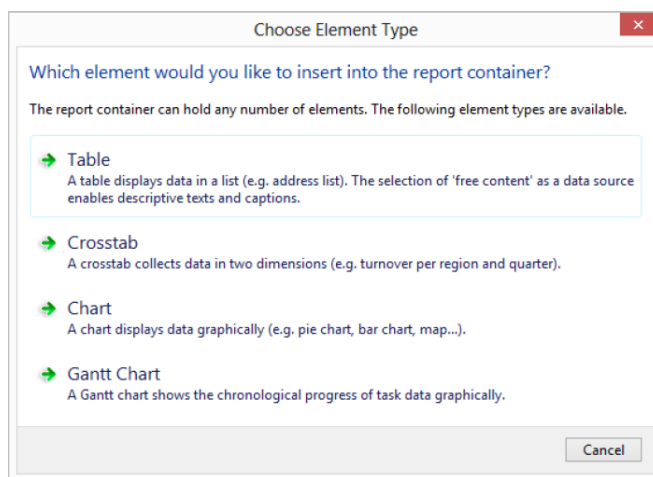 Choose Element Type
Which element would you like to insert into the report container?
The report container can hold any number of elements. The following element types are available.
Table
A table displays data in a list (e.g. address list). The selection of 'free content' as a data source
enables descriptive texts and captions.
Crosstab
A crosstab collects data in two dimensions (e.g. turnover per region and quarter).
Chart
A chart displays data graphically (e.g. pie chart, bar chart, map...).
Gantt Chart
A Gantt chart shows the chronological progress of task data graphically.
Cancel